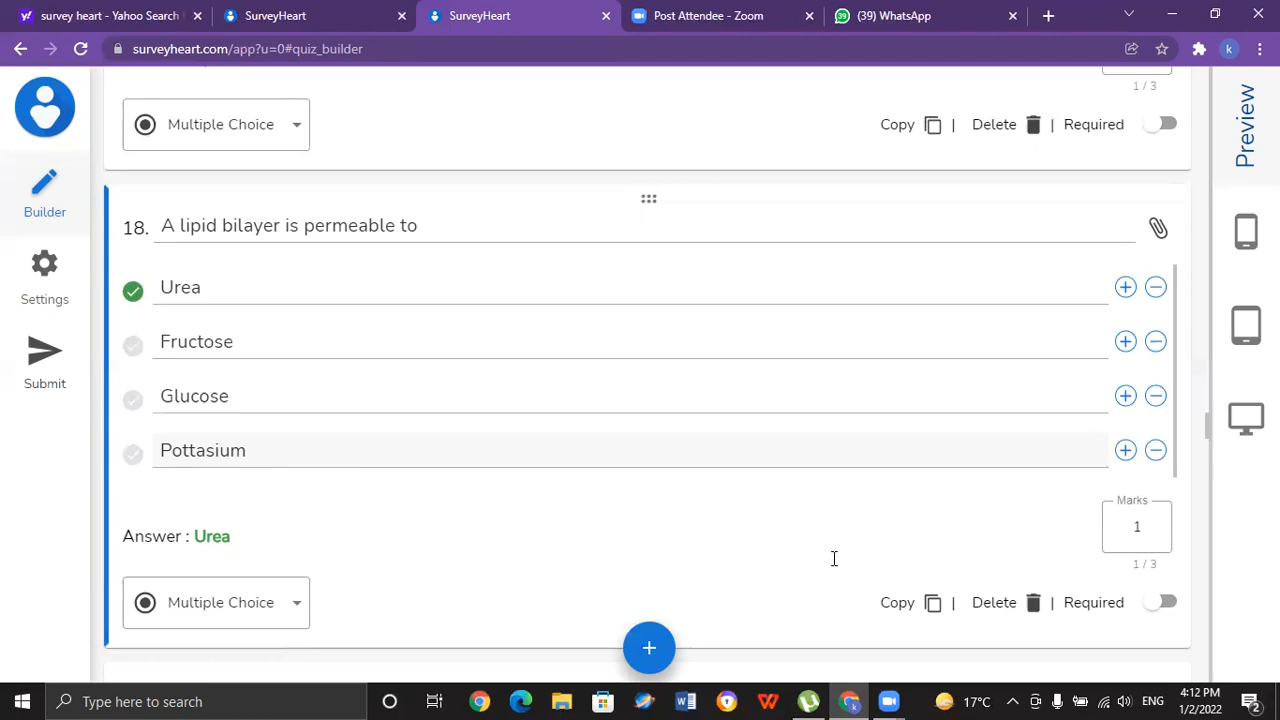 survey heart - Yahoo Search
SurveyHeart
SurveyHeart
Post Attendee - Zoom
(39) WhatsApp
surveyheart.com/app?u=0#quiz_builder
k
Builder
Settings
Submit
1 / 3
Multiple Choice
Copy | Delete | Required
18. A lipid bilayer is permeable to
Urea
Fructose
Glucose
Pottasium
Marks
1
1 / 3
Answer : Urea
Multiple Choice
Copy | Delete | Required
Preview
Type here to search
17°C
ENG
4:12 PM
1/2/2022
2